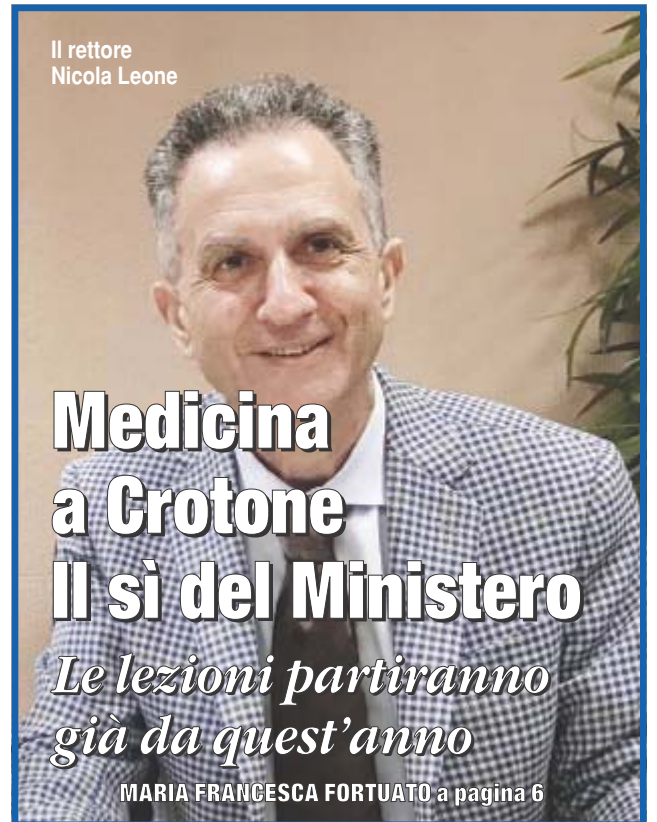 Il rettore
Nicola Leone
Medicina
a Crotone
Il sì del Ministero
Le lezioni partiranno
già da quest'anno
MARIA FRANCESCA FORTUATO a pagina 6